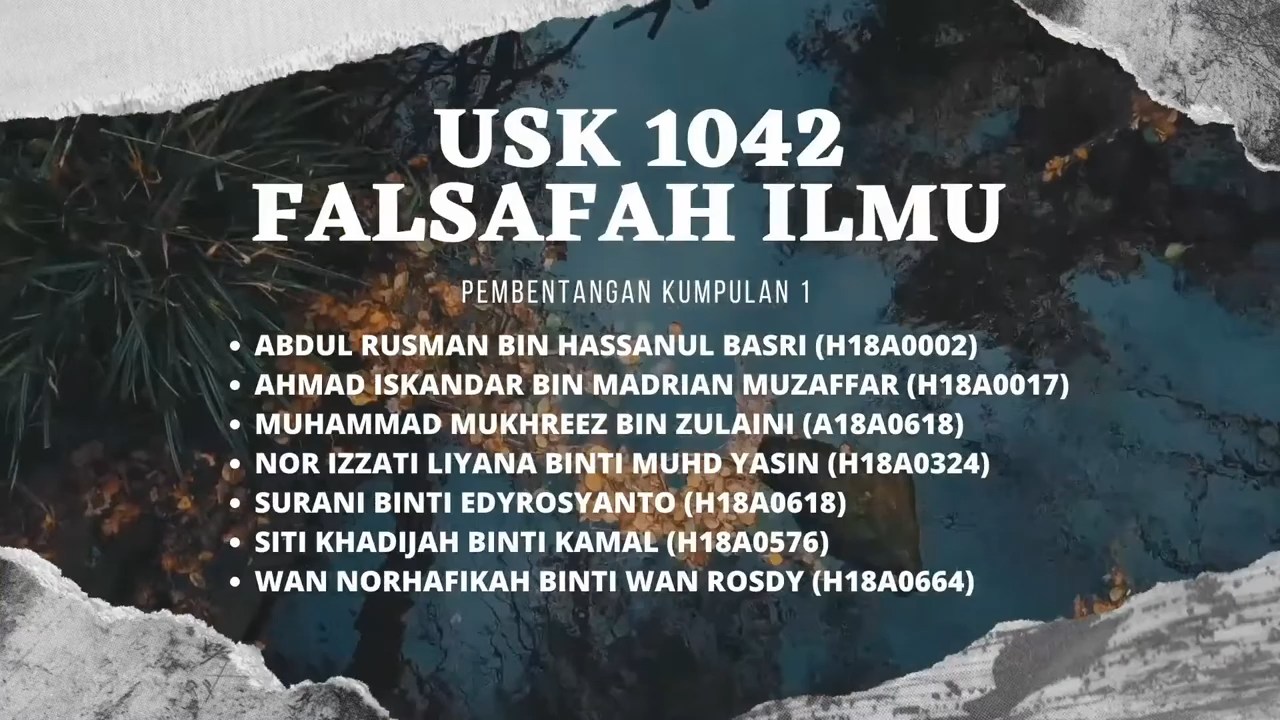 USK 1042
FALSAFAH ILMU
PEMBENTANGAN KUMPULAN 1
• ABDUL RUSMAN BIN HASSANUL BASRI (H18A0002)
• AHMAD ISKANDAR BIN MADRIAN MUZAFFAR (H18A0017)
• MUHAMMAD MUKHREEZ BIN ZULAINI (A18A0618)
• NOR IZZATI LIYANA BINTI MUHD YASIN (H18A0324)
• SURANI BINTI EDYROSYANTO (H18A0618)
• SITI KHADIJAH BINTI KAMAL (H18A0576)
• WAN NORHAFIKAH BINTI WAN ROSDY (H18A0664)